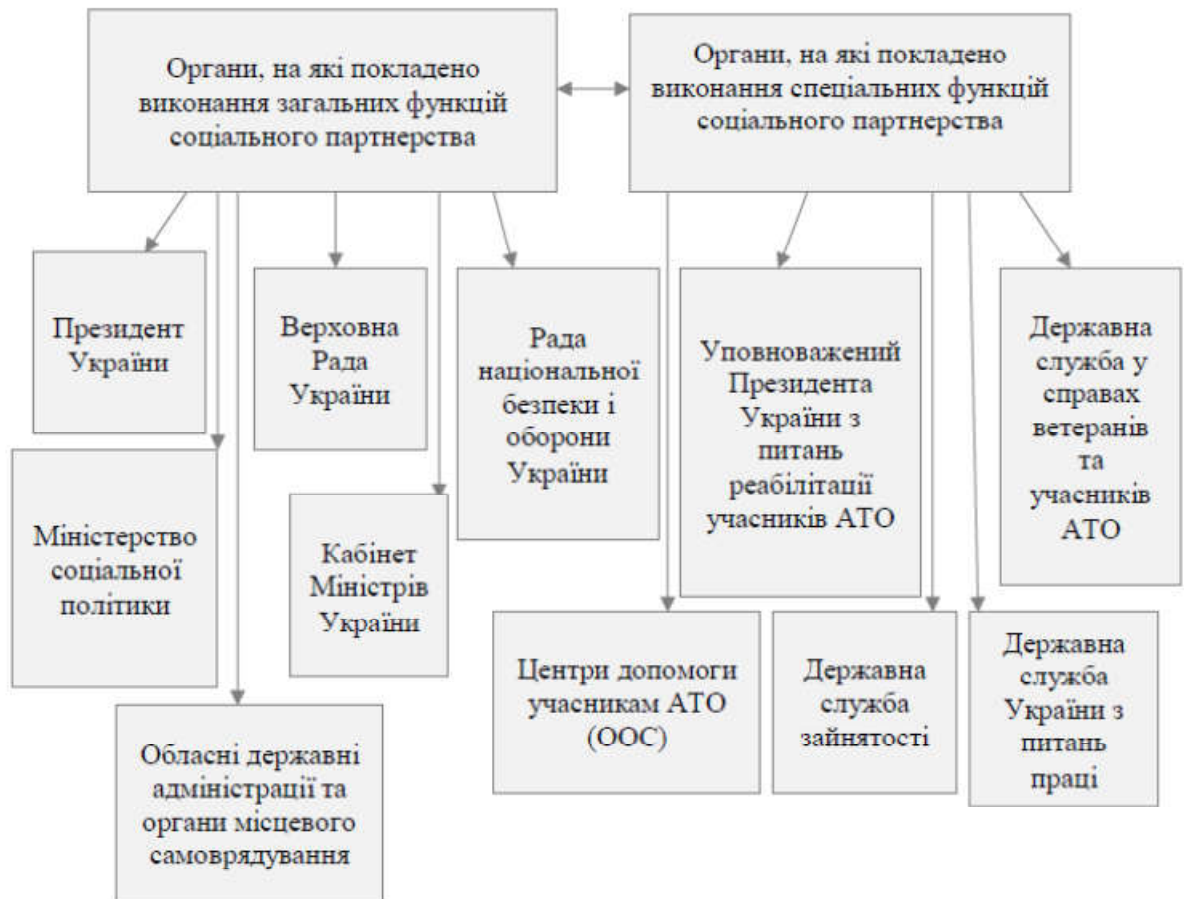 Органи, на які покладено
виконання загальних функцій
соціального партнерства
Органи, на які покладено
виконання спеціальних функцій
соціального партнерства
Президент
України
Верховна
Рада
України
Рада
національної
безпеки і
оборони
України
Уповноважений
Президента
України з
питань
реабілітації
учасників АТО
Державна
служба у
справах
ветеранів
та
учасників
АТО
Міністерство
соціальної
політики
Кабінет
Міністрів
України
Центри допомоги
учасникам АТО
(ООС)
Державна
служба
зайнятості
Державна
служба
України з
питань
праці
Обласні державні
адміністрації та
органи місцевого
самоврядування